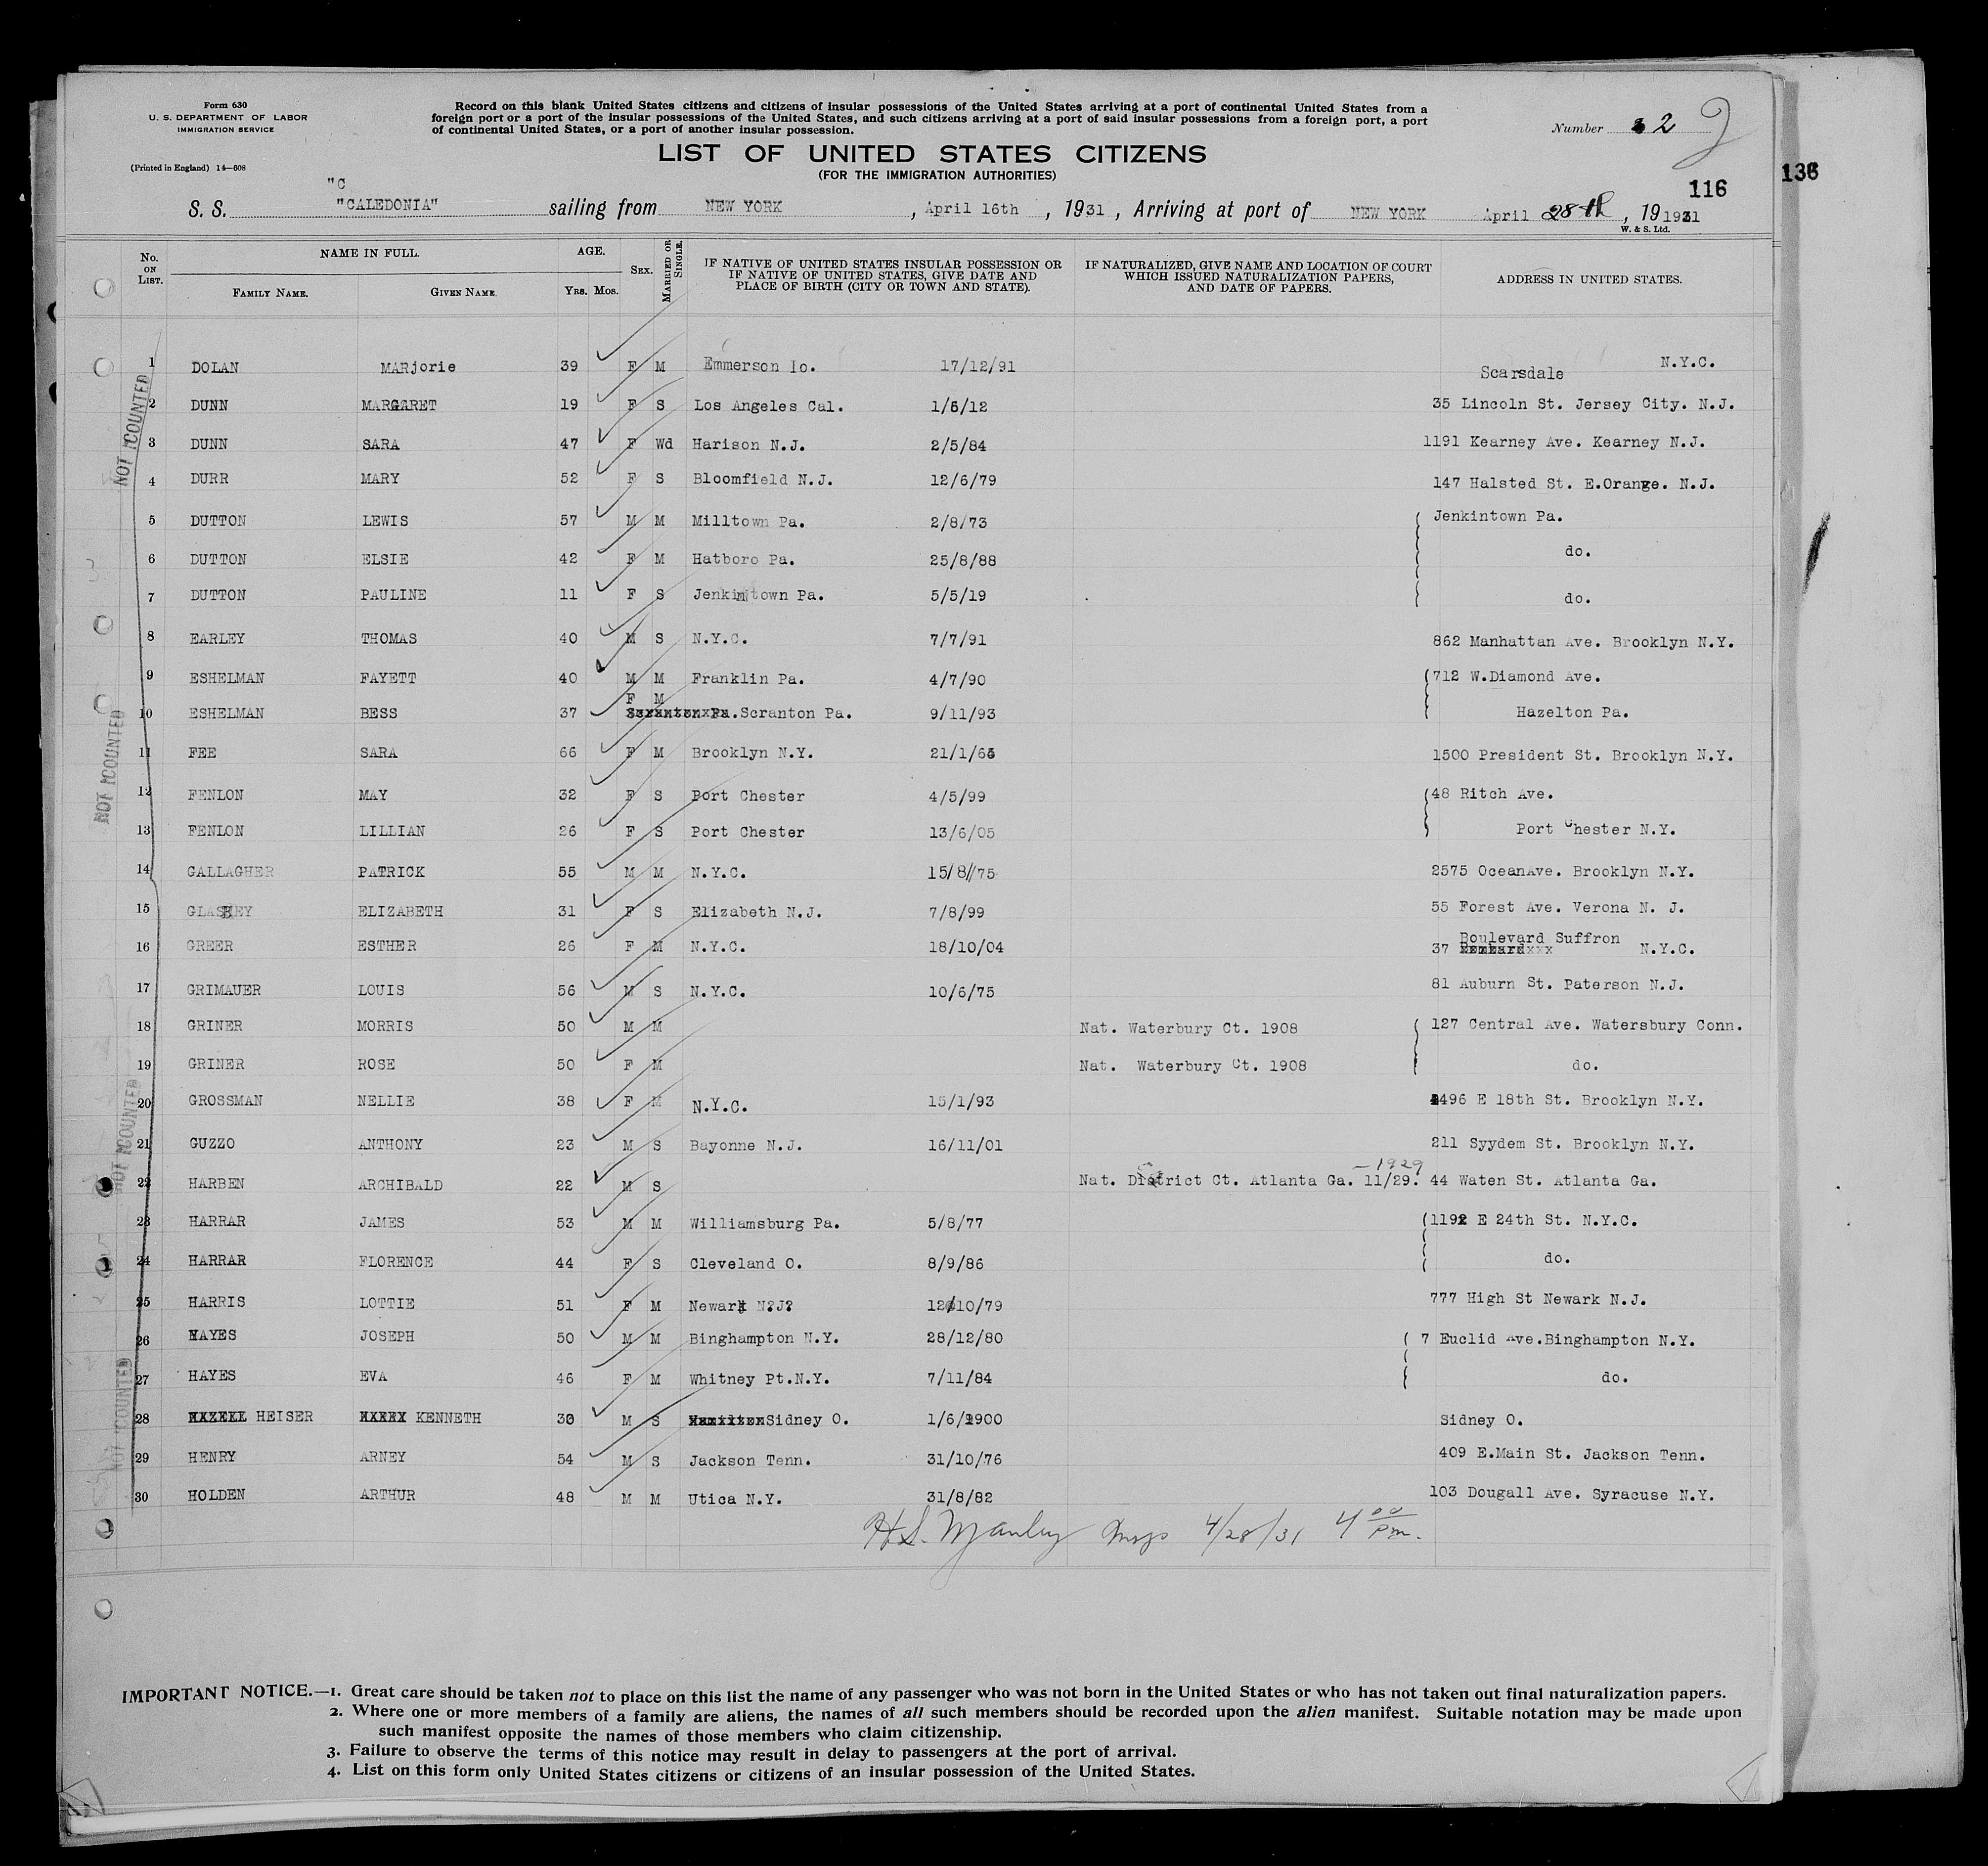 Form 630
U. S. DEPARTMENT OF LABOR
IMMIGRATION SERVICE
(Printed in England) 14—608
Record on this blank United States citizens and citizens of insular possessions of the United States arriving at a port of continental United States from a
foreign port or a port of the insular possessions of the United States, and such citizens arriving at a port of said insular possessions from a foreign port, a port
of continental United States, or a port of another insular possession.
Number 2
2
LIST OF UNITED STATES CITIZENS
(FOR THE IMMIGRATION AUTHORITIES)
136
116
"C
S. S. "CALEDONIA" sailing from NEW YORK, April 16th, 1931, Arriving at port of NEW YORK April 28th, 19 1931
W. & S. Ltd.
No. ON LIST. NAME IN FULL. FAMILY NAME. GIVEN NAME. AGE. Yrs. Mos. SEX. MARRIED OR SINGLE. IF NATIVE OF UNITED STATES INSULAR POSSESSION OR IF NATIVE OF UNITED STATES, GIVE DATE AND PLACE OF BIRTH (CITY OR TOWN AND STATE). IF NATURALIZED, GIVE NAME AND LOCATION OF COURT WHICH ISSUED NATURALIZATION PAPERS, AND DATE OF PAPERS. ADDRESS IN UNITED STATES.
1 DOLAN MARjorie 39 F M Emmerson Io. 17/12/91 Scarsdale N.Y.C.
2 DUNN MARGARET 19 F S Los Angeles Cal. 1/5/12 35 Lincoln St. Jersey City. N.J.
3 DUNN SARA 47 F Wd Harison N.J. 2/5/84 1191 Kearney Ave. Kearney N.J.
4 DURR MARY 52 F S Bloomfield N.J. 12/6/79 147 Halsted St. E.Orange. N.J.
5 DUTTON LEWIS 57 M M Milltown Pa. 2/8/73 Jenkintown Pa.
6 DUTTON ELSIE 42 F M Hatboro Pa. 25/8/88 do.
7 DUTTON PAULINE 11 F S Jenkintown Pa. 5/5/19 do.
8 EARLEY THOMAS 40 M S N.Y.C. 7/7/91 862 Manhattan Ave. Brooklyn N.Y.
9 ESHELMAN FAYETT 40 M M Franklin Pa. 4/7/90 712 W.Diamond Ave.
10 ESHELMAN BESS 37 F M Scranton Pa. 9/11/93 Hazelton Pa.
11 FEE SARA 66 F M Brooklyn N.Y. 21/1/65 1500 President St. Brooklyn N.Y.
12 FENLON MAY 32 F S Port Chester 4/5/99 48 Ritch Ave.
13 FENLON LILLIAN 26 F S Port Chester 13/6/05 Port Chester N.Y.
14 GALLAGHER PATRICK 55 M M N.Y.C. 15/8/75 2575 OceanAve. Brooklyn N.Y.
15 ELIZABETH 31 F S Elizabeth N.J. 7/8/99 55 Forest Ave. Verona N. J.
16 GREER ESTHER 26 F M N.Y.C. 18/10/04 37 Boulevard Suffron N.Y.C.
17 GRIMAUER LOUIS 56 M S N.Y.C. 10/6/75 81 Auburn St. Paterson N.J.
18 GRINER MORRIS 50 M M Nat. Waterbury Ct. 1908 127 Central Ave. Watersbury Conn.
19 GRINER ROSE 50 F M Nat. Waterbury Ct. 1908 do.
20 GROSSMAN NELLIE 38 F M N.Y.C. 15/1/93 496 E 18th St. Brooklyn N.Y.
21 GUZZO ANTHONY 23 M S Bayonne N.J. 16/11/01 211 Syydem St. Brooklyn N.Y.
22 HARBEN ARCHIBALD 22 M S Nat. District Ct. Atlanta Ga. 11/29. —1929 44 Waten St. Atlanta Ga.
23 HARRAR JAMES 53 M M Williamsburg Pa. 5/8/77 1192 E 24th St. N.Y.C.
24 HARRAR FLORENCE 44 F S Cleveland O. 8/9/86 do.
25 HARRIS LOTTIE 51 F M Newark N?J? 12/10/79 777 High St Newark N.J.
26 HAYES JOSEPH 50 M M Binghampton N.Y. 28/12/80 7 Euclid Ave.Binghampton N.Y.
27 HAYES EVA 46 F M Whitney Pt.N.Y. 7/11/84 do.
28 HEISER KENNETH 30 M S Sidney O. 1/6/1900 Sidney O.
29 HENRY ARNEY 54 M S Jackson Tenn. 31/10/76 409 E.Main St. Jackson Tenn.
30 HOLDEN ARTHUR 48 M M Utica N.Y. 31/8/82 103 Dougall Ave. Syracuse N.Y.
NOT COUNTED
NOT COUNTED
NOT COUNTED
NOT COUNTED
H.S. Manley Insp 4/28/31 4 00 pm.
IMPORTANT NOTICE.—1. Great care should be taken not to place on this list the name of any passenger who was not born in the United States or who has not taken out final naturalization papers.
2. Where one or more members of a family are aliens, the names of all such members should be recorded upon the alien manifest. Suitable notation may be made upon
such manifest opposite the names of those members who claim citizenship.
3. Failure to observe the terms of this notice may result in delay to passengers at the port of arrival.
4. List on this form only United States citizens or citizens of an insular possession of the United States.